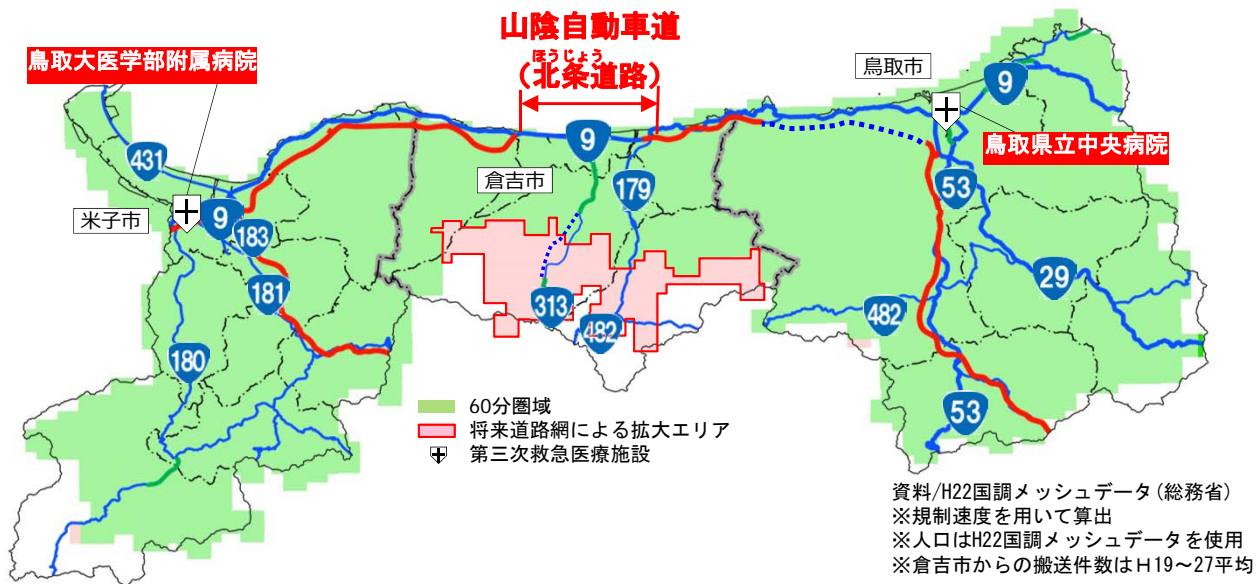 山陰自動車道
ほうじょう
（北条道路）
鳥取大医学部附属病院
鳥取市
9
鳥取県立中央病院
431
9
倉吉市
179
53
米子市
9
183
181
29
313
482
482
180
53
60分圏域
将来道路網による拡大エリア
第三次救急医療施設
資料/H22国調メッシュデータ(総務省)
※規制速度を用いて算出
※人口はH22国調メッシュデータを使用
※倉吉市からの搬送件数はＨ19～27平均